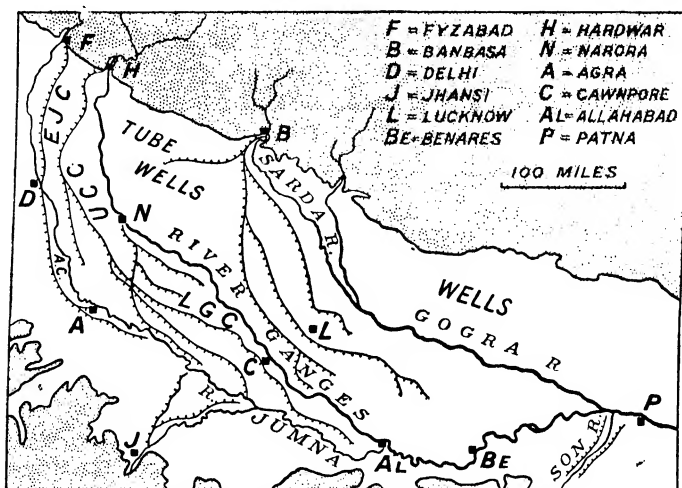 F = FYZABAD H = HARDWAR
B = BANBASA N = NARORA
D = DELHI A = AGRA
J = JHANSI C = CAWNPORE
L = LUCKNOW AL = ALLAHABAD
BE = BENARES P = PATNA
100 MILES
F
H
EJC
TUBE
WELLS
B
SARDAR.
UCC
D
N
RIVER GANGES
WELLS
GOGRA R
AC
A
LGC
L
C
R.
JUMNA
J
AL
BE
SON R.
P